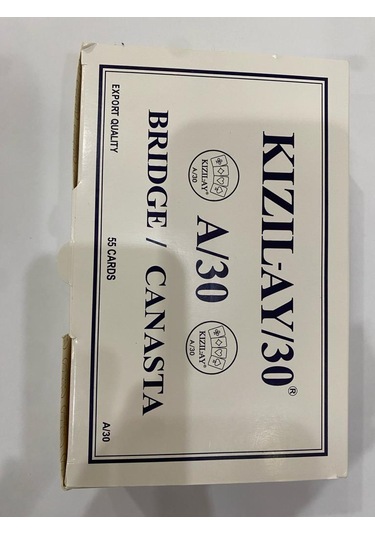 KIZILAY/30®
KIZILAY®
A/30
A/30
KIZILAY®
A/30
BRIDGE / CANASTA
EXPORT QUALITY
55 CARDS
A/30